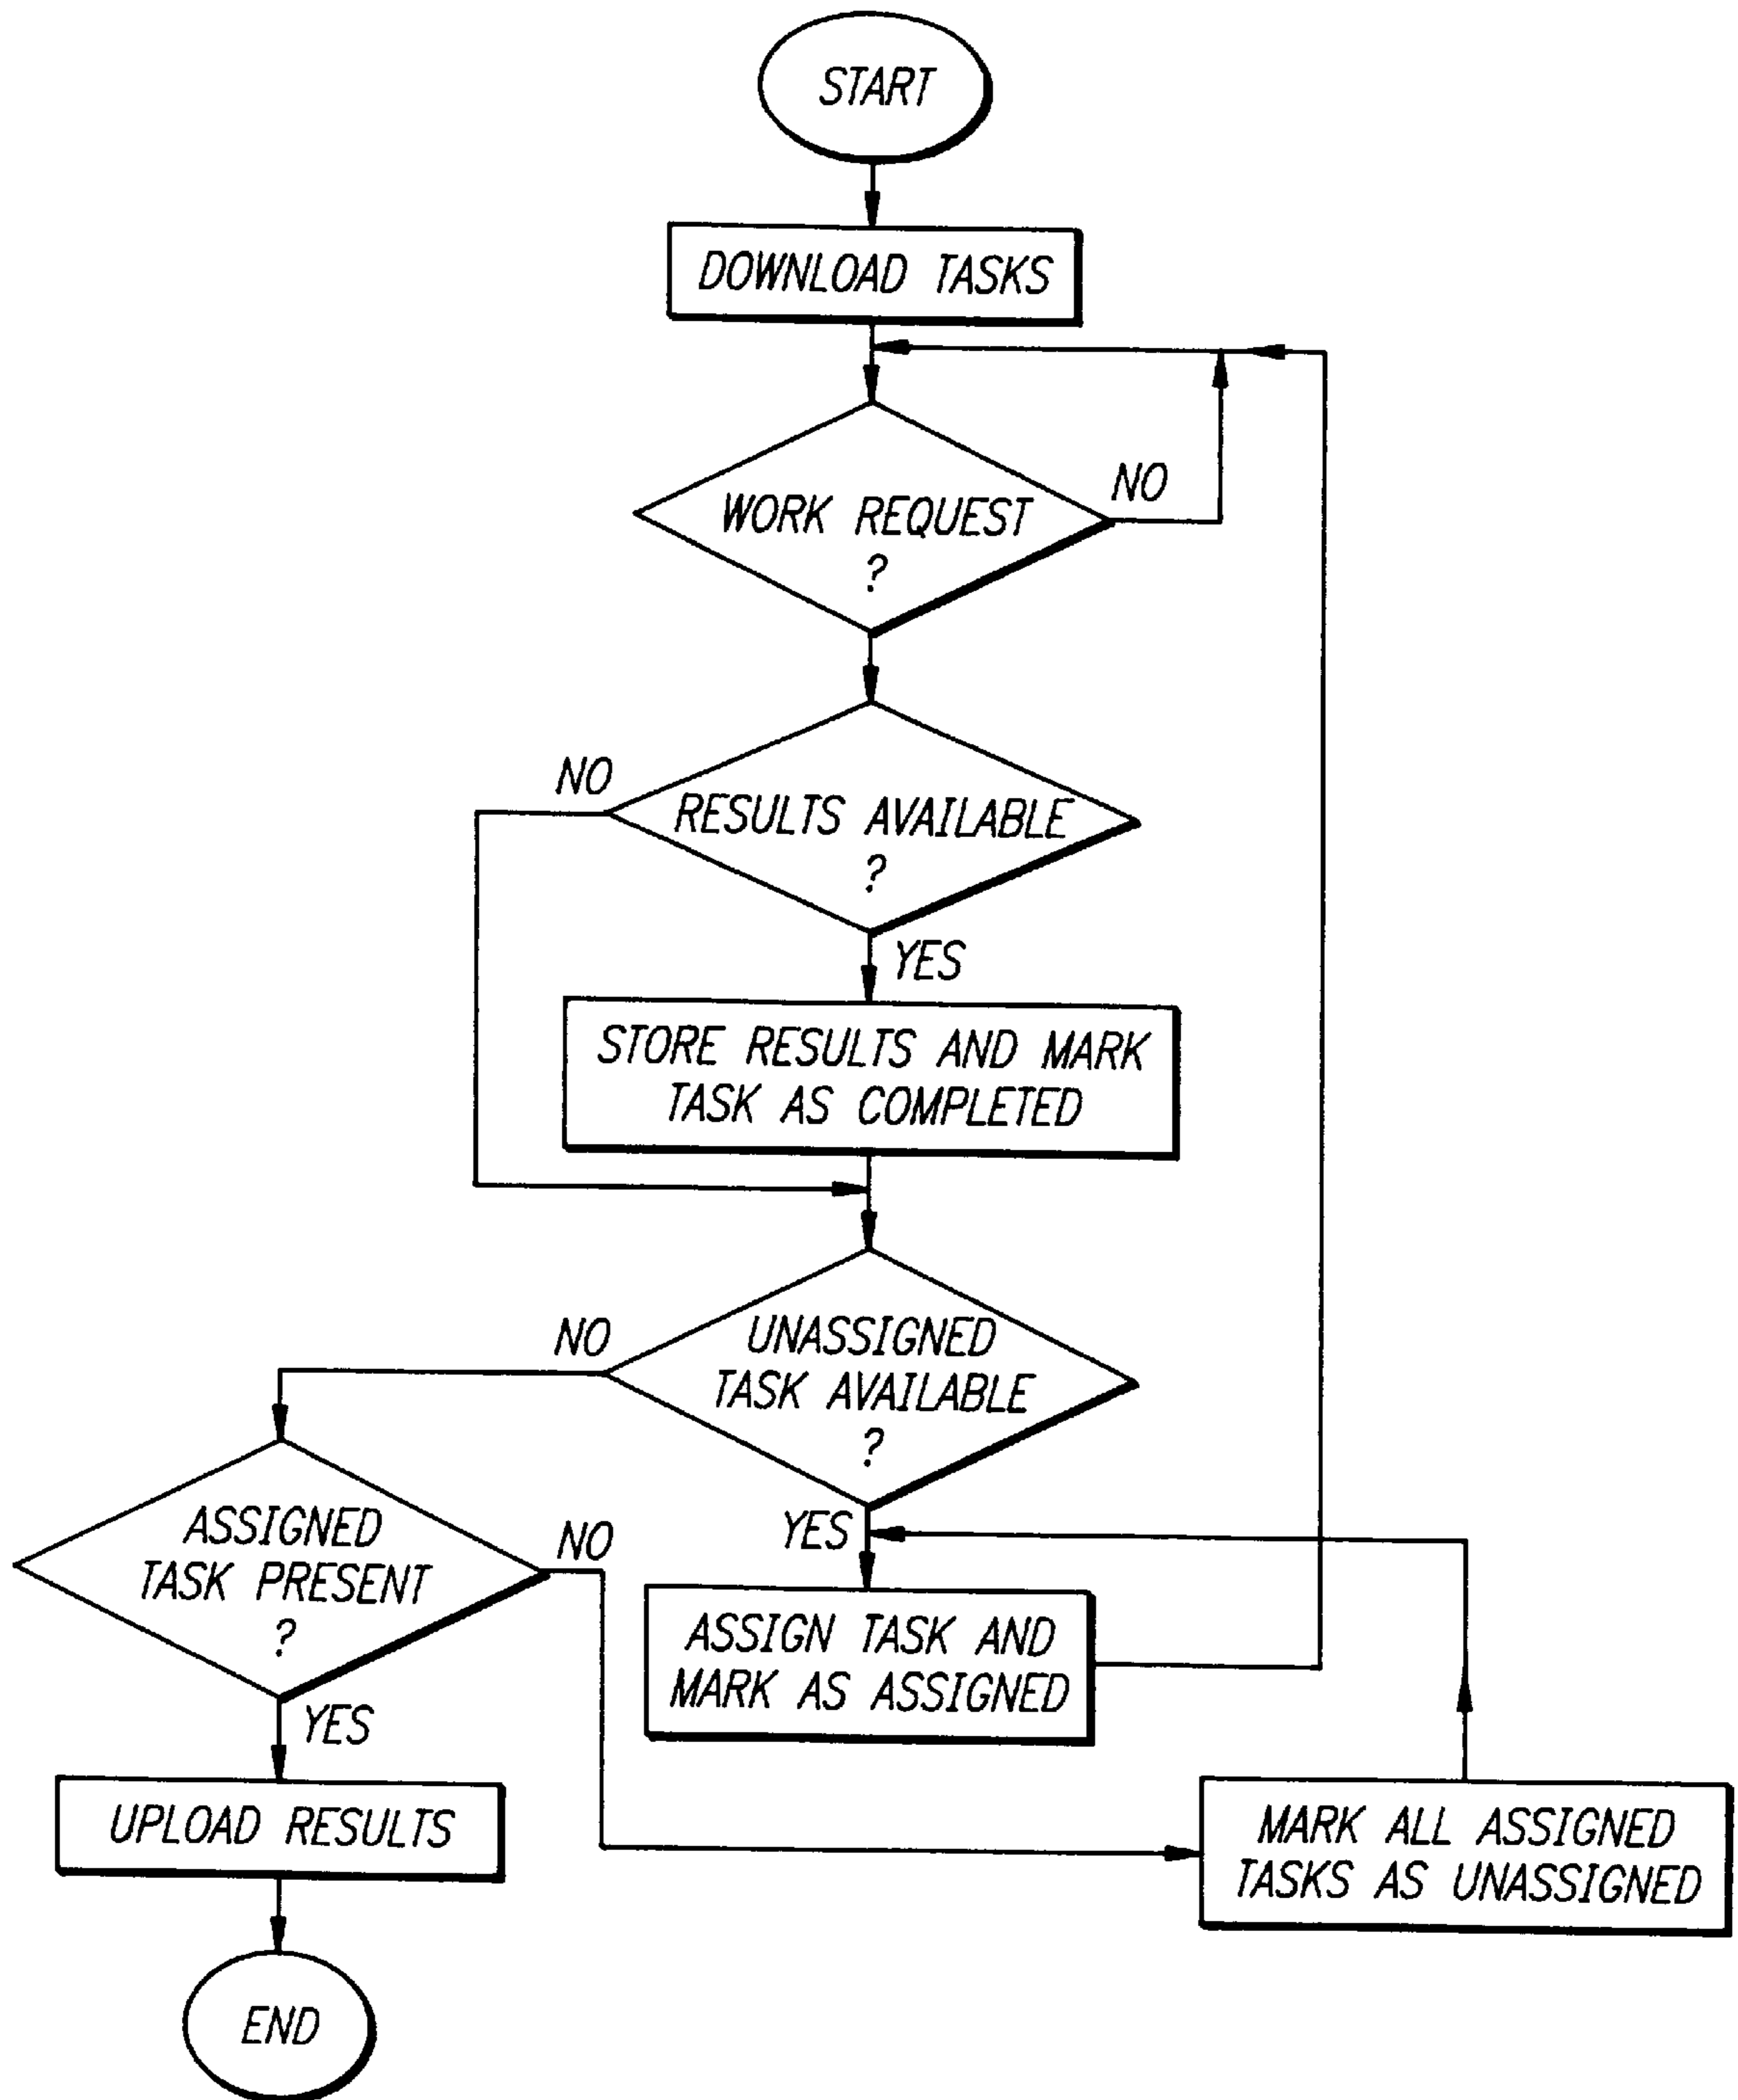 START
DOWNLOAD TASKS
NO
WORK REQUEST
?
NO
RESULTS AVAILABLE
?
YES
STORE RESULTS AND MARK
TASK AS COMPLETED
NO
UNASSIGNED
TASK AVAILABLE
?
YES
ASSIGNED
TASK PRESENT
?
NO
YES
ASSIGN TASK AND
MARK AS ASSIGNED
UPLOAD RESULTS
MARK ALL ASSIGNED
TASKS AS UNASSIGNED
END